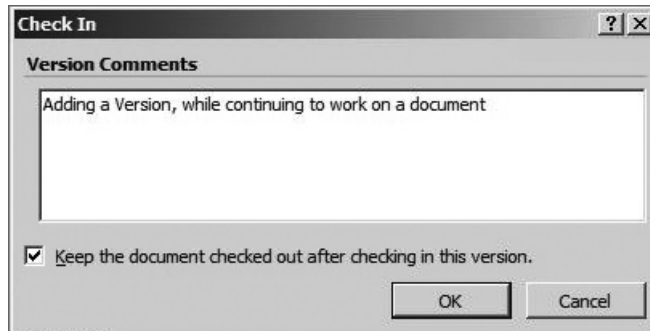 Check In
Version Comments
Adding a Version, while continuing to work on a document
Keep the document checked out after checking in this version.
OK
Cancel